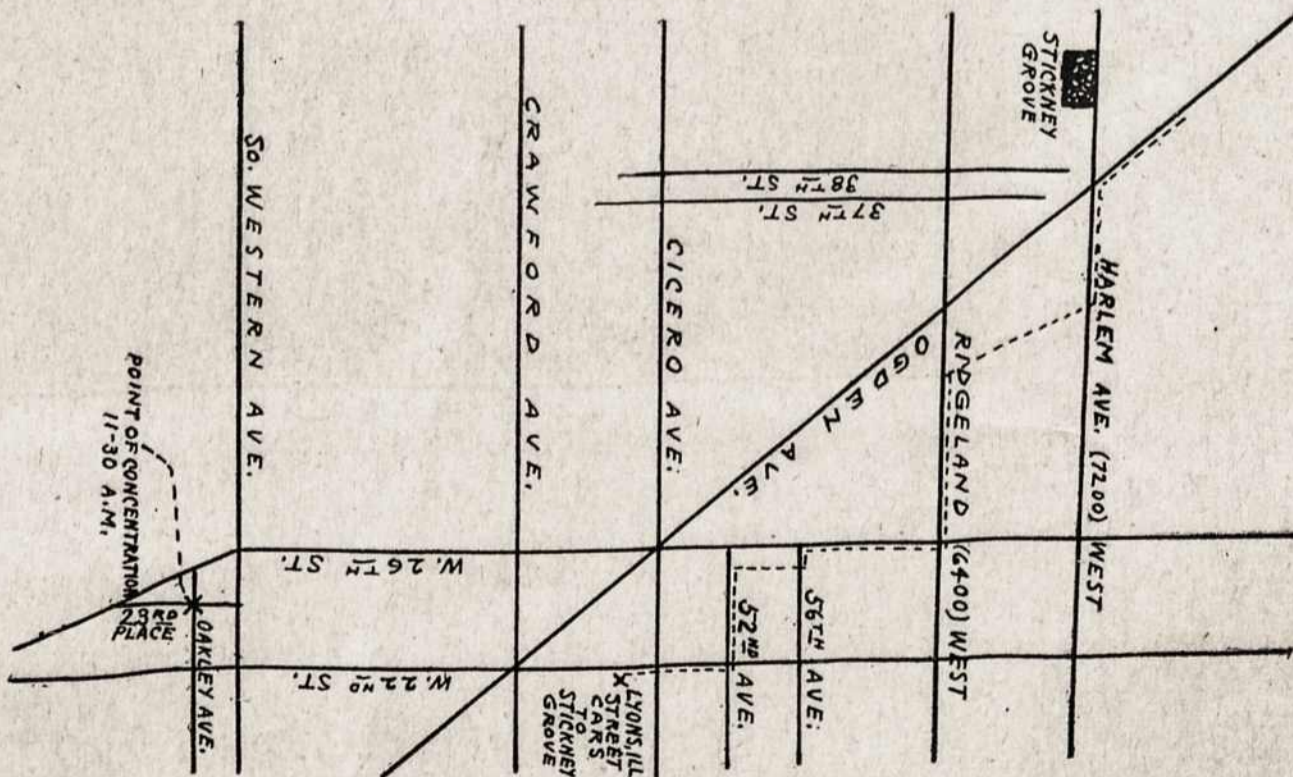 STICKNEY
GROVE
SO. WESTERN AVE.
CRAWFORD AVE.
CICERO AVE.
38TH ST.
37TH ST.
OGDEN AVE.
RIDGELAND (6400) WEST
HARLEM AVE. (7200) WEST
POINT OF CONCENTRATION
11-30 A.M.
W. 26TH ST.
23RD
PLACE
OAKLEY AVE.
W. 22ND ST.
52ND AVE.
56TH AVE.
X LYONS, ILL
STREET
CARS
TO
STICKNEY
GROVE